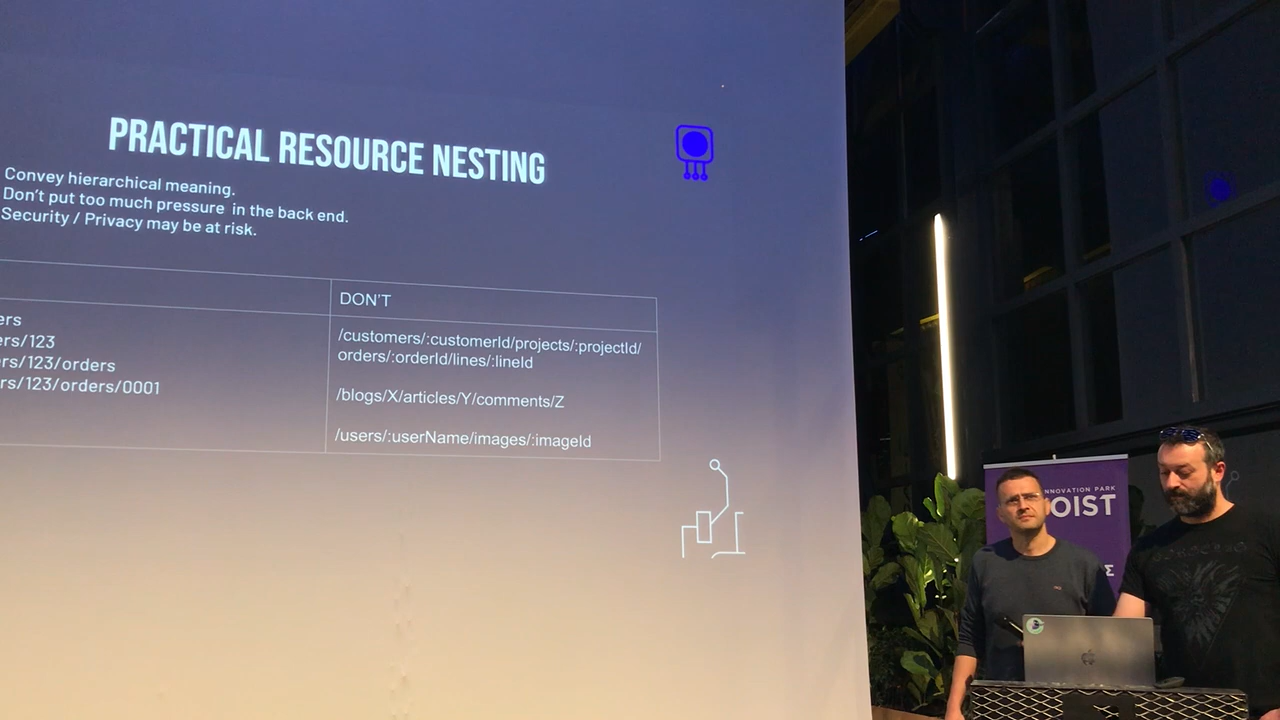 PRACTICAL RESOURCE NESTING
Convey hierarchical meaning.
Don't put too much pressure in the back end.
Security / Privacy may be at risk.
DON'T
ers
ers/123
rs/123/orders
rs/123/orders/0001
/customers/:customerId/projects/:projectId/
orders/:orderId/lines/:lineId
/blogs/X/articles/Y/comments/Z
/users/:userName/images/:imageId
NNOVATION PARK
OIST
Σ